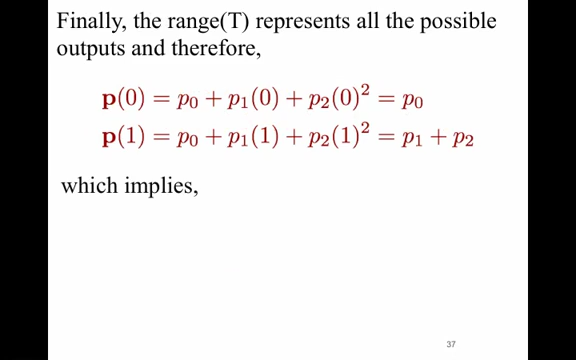 Finally, the range(T) represents all the possible
outputs and therefore,
p(0) = p₀ + p₁(0) + p₂(0)² = p₀
p(1) = p₀ + p₁(1) + p₂(1)² = p₁ + p₂
which implies,
37